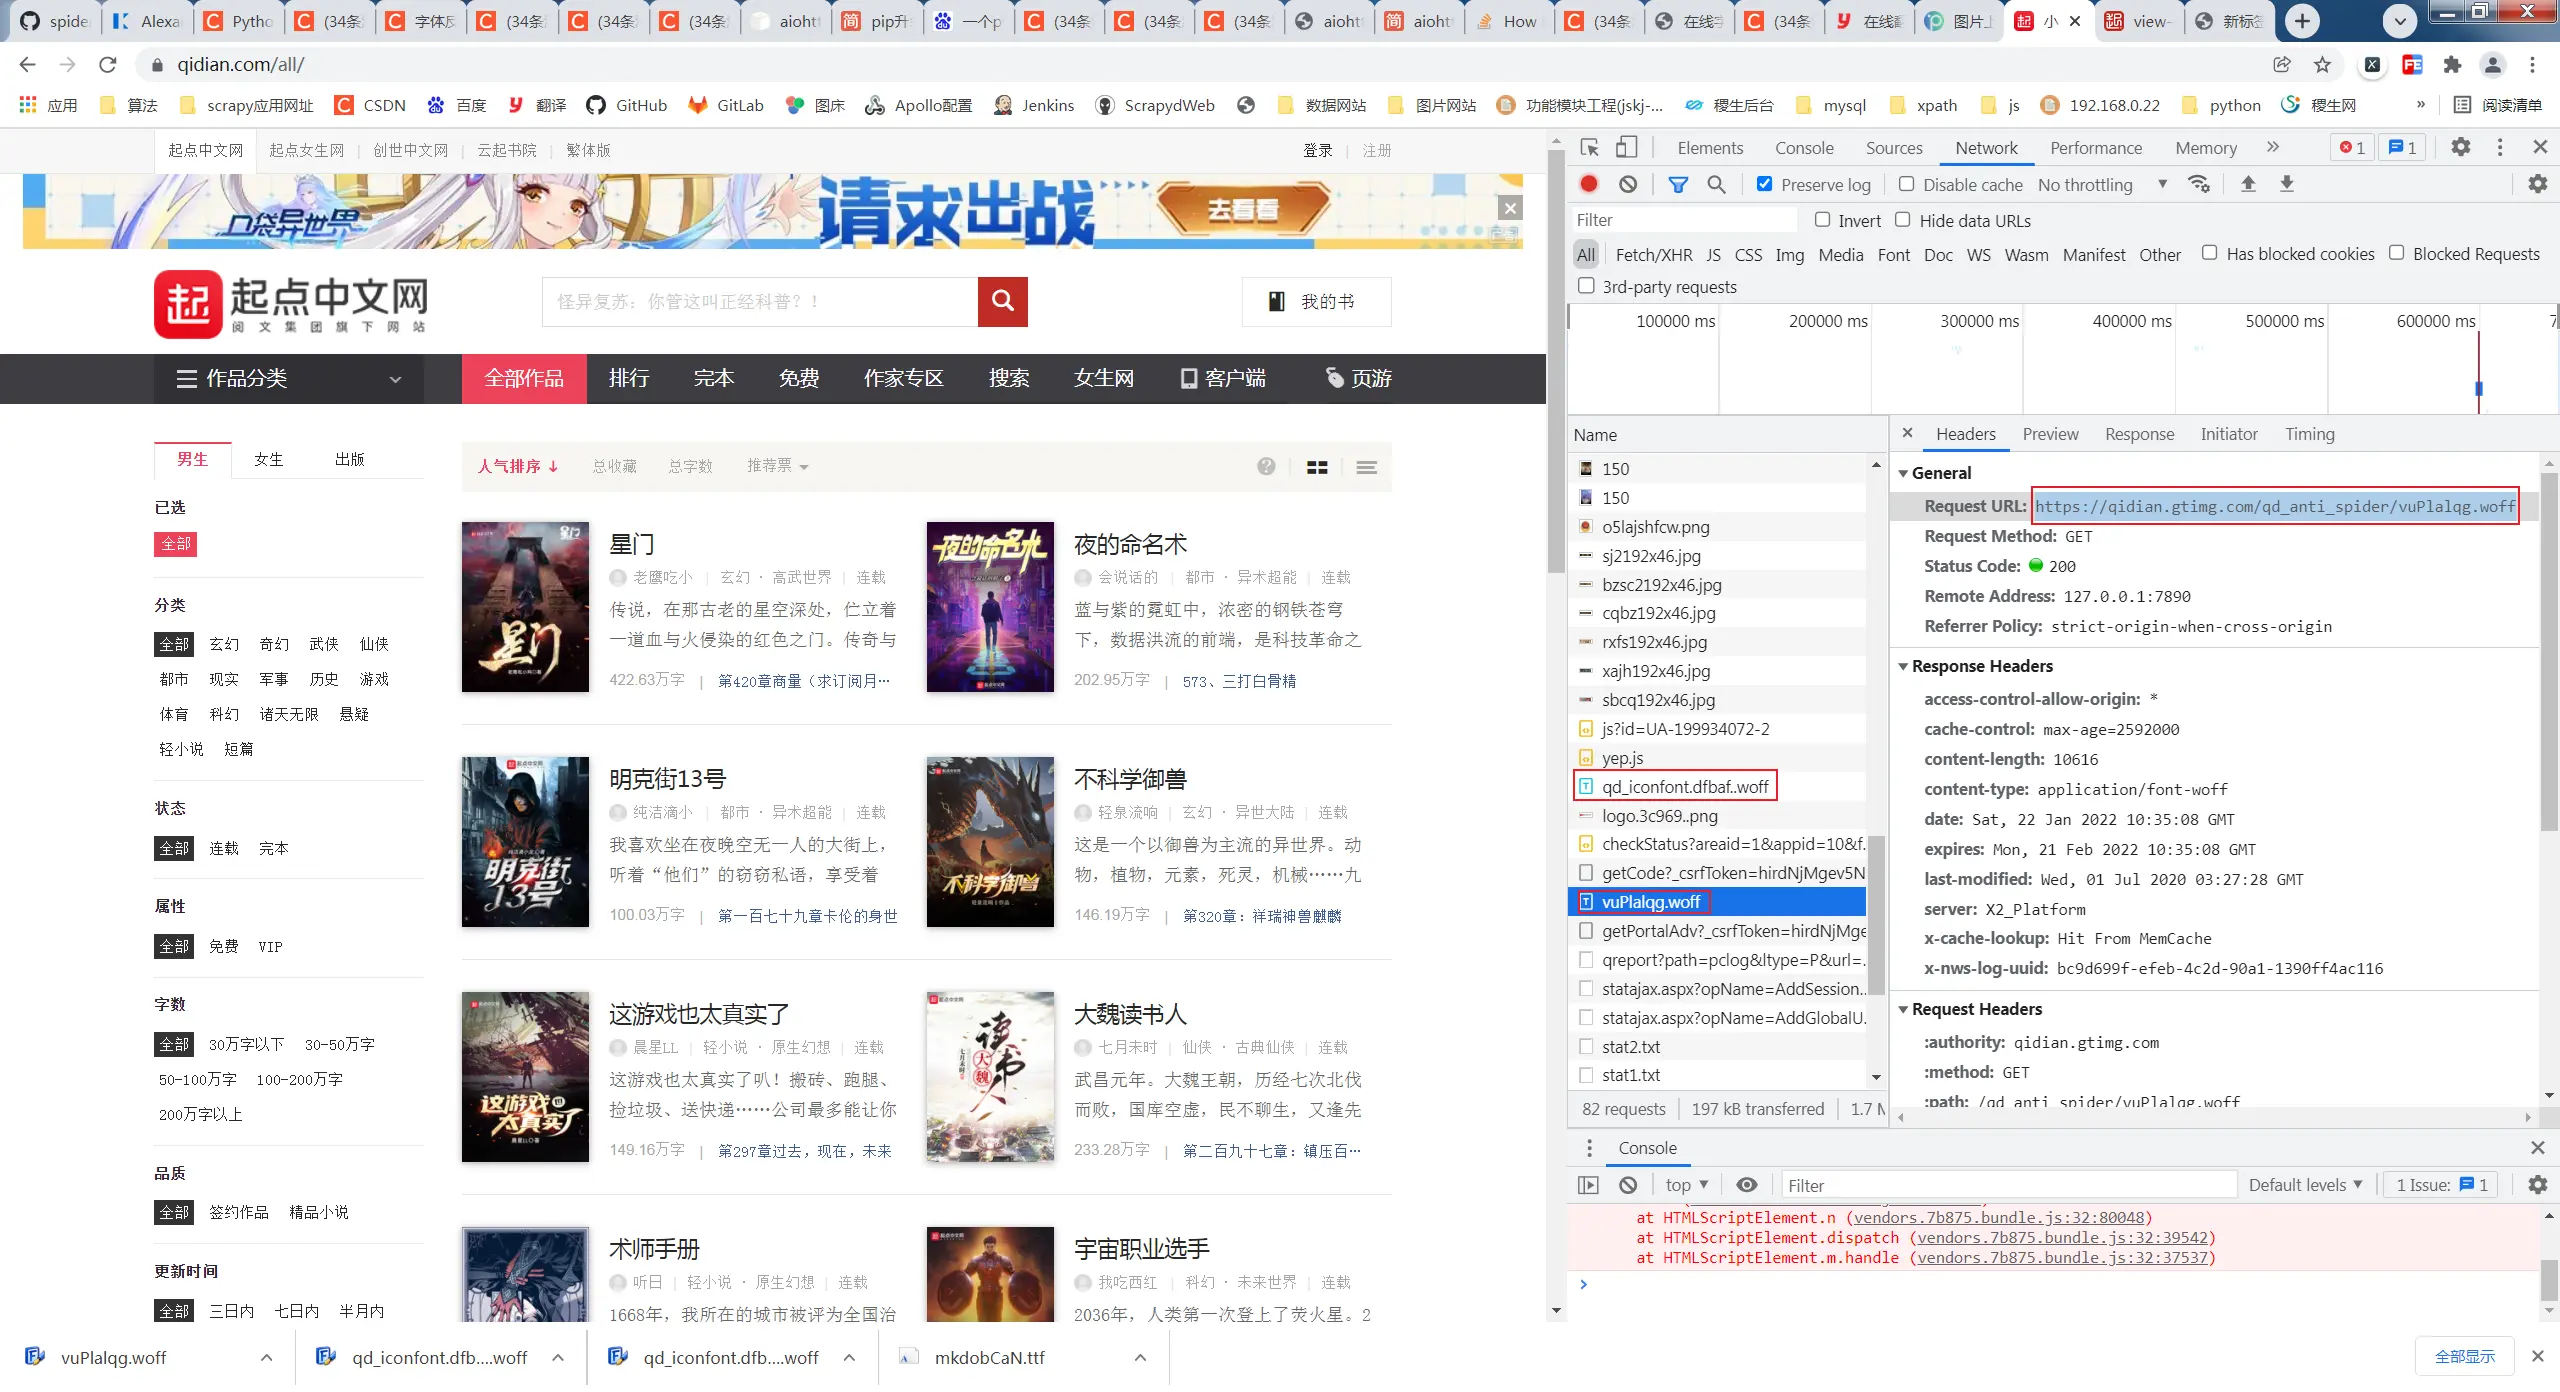 spider
Alexa
Pytho
(34条
字体反
(34条
(34条
(34条
aiohtt
pip升
一个p
(34条
(34条
(34条
aiohtt
aiohtt
How
(34条
在线字
(34条
在线翻
图片上
小
view-
新标签
qidian.com/all/
应用
算法
scrapy应用网址
CSDN
百度
翻译
GitHub
GitLab
图床
Apollo配置
Jenkins
ScrapydWeb
数据网站
图片网站
功能模块工程(jskj-...
稷生后台
mysql
xpath
js
192.168.0.22
python
稷生网
»
阅读清单
起点中文网 起点女生网 | 创世中文网 | 云起书院 | 繁体版
登录 | 注册
口袋异世界
请求出战
去看看
起点中文网
阅文集团旗下网站
怪异复苏：你管这叫正经科普？！
我的书
作品分类
全部作品 排行 完本 免费 作家专区 搜索 女生网 客户端 页游
男生 女生 出版
已选
全部
分类
全部 玄幻 奇幻 武侠 仙侠
都市 现实 军事 历史 游戏
体育 科幻 诸天无限 悬疑
轻小说 短篇
状态
全部 连载 完本
属性
全部 免费 VIP
字数
全部 30万字以下 30-50万字
50-100万字 100-200万字
200万字以上
品质
全部 签约作品 精品小说
更新时间
全部 三日内 七日内 半月内
人气排序↓ 总收藏 总字数 推荐票
星门
星门
老鹰吃小 | 玄幻 · 高武世界 | 连载
传说，在那古老的星空深处，伫立着
一道血与火侵染的红色之门。传奇与
422.63万字 | 第420章商量（求订阅月…
夜的命名术
夜的命名术
会说话的 | 都市 · 异术超能 | 连载
蓝与紫的霓虹中，浓密的钢铁苍穹
下，数据洪流的前端，是科技革命之
202.95万字 | 573、三打白骨精
明克街13号
明克街13号
纯洁滴小 | 都市 · 异术超能 | 连载
我喜欢坐在夜晚空无一人的大街上，
听着“他们”的窃窃私语，享受着
100.03万字 | 第一百七十九章卡伦的身世
不科学御兽
不科学御兽
轻泉流响 | 玄幻 · 异世大陆 | 连载
这是一个以御兽为主流的异世界。动
物，植物，元素，死灵，机械……九
146.19万字 | 第320章：祥瑞神兽麒麟
这游戏也太真实了
这游戏也太真实了
晨星LL | 轻小说 · 原生幻想 | 连载
这游戏也太真实了叭！搬砖、跑腿、
捡垃圾、送快递……公司最多能让你
149.16万字 | 第297章过去，现在，未来
大魏读书人
大魏读书人
七月未时 | 仙侠 · 古典仙侠 | 连载
武昌元年。大魏王朝，历经七次北伐
而败，国库空虚，民不聊生，又逢先
233.28万字 | 第二百九十七章：镇压百…
术师手册
听日 | 轻小说 · 原生幻想 | 连载
1668年，我所在的城市被评为全国治
宇宙职业选手
我吃西红 | 科幻 · 未来世界 | 连载
2036年，人类第一次登上了荧火星。2
Elements Console Sources Network Performance Memory » 1 1
Preserve log Disable cache No throttling
Filter Invert Hide data URLs
All Fetch/XHR JS CSS Img Media Font Doc WS Wasm Manifest Other Has blocked cookies Blocked Requests
3rd-party requests
100000 ms 200000 ms 300000 ms 400000 ms 500000 ms 600000 ms 7
Name
150
150
o5lajshfcw.png
sj2192x46.jpg
bzsc2192x46.jpg
cqbz192x46.jpg
rxfs192x46.jpg
xajh192x46.jpg
sbcq192x46.jpg
js?id=UA-199934072-2
yep.js
qd_iconfont.dfbaf..woff
logo.3c969..png
checkStatus?areaid=1&appid=10&f.
getCode?_csrfToken=hirdNjMgev5N
vuPlalqg.woff
getPortalAdv?_csrfToken=hirdNjMge
qreport?path=pclog&ltype=P&url=.
statajax.aspx?opName=AddSession..
statajax.aspx?opName=AddGlobalU.
stat2.txt
stat1.txt
82 requests 197 kB transferred 1.7 M
Headers Preview Response Initiator Timing
General
Request URL: https://qidian.gtimg.com/qd_anti_spider/vuPlalqg.woff
Request Method: GET
Status Code: 200
Remote Address: 127.0.0.1:7890
Referrer Policy: strict-origin-when-cross-origin
Response Headers
access-control-allow-origin: *
cache-control: max-age=2592000
content-length: 10616
content-type: application/font-woff
date: Sat, 22 Jan 2022 10:35:08 GMT
expires: Mon, 21 Feb 2022 10:35:08 GMT
last-modified: Wed, 01 Jul 2020 03:27:28 GMT
server: X2_Platform
x-cache-lookup: Hit From MemCache
x-nws-log-uuid: bc9d699f-efeb-4c2d-90a1-1390ff4ac116
Request Headers
:authority: qidian.gtimg.com
:method: GET
:path: /qd_anti_spider/vuPlalqg.woff
Console
top Filter Default levels 1 Issue: 1
at HTMLScriptElement.n (vendors.7b875.bundle.js:32:80048)
at HTMLScriptElement.dispatch (vendors.7b875.bundle.js:32:39542)
at HTMLScriptElement.m.handle (vendors.7b875.bundle.js:32:37537)
vuPlalqg.woff
qd_iconfont.dfb....woff
qd_iconfont.dfb....woff
mkdobCaN.ttf
全部显示